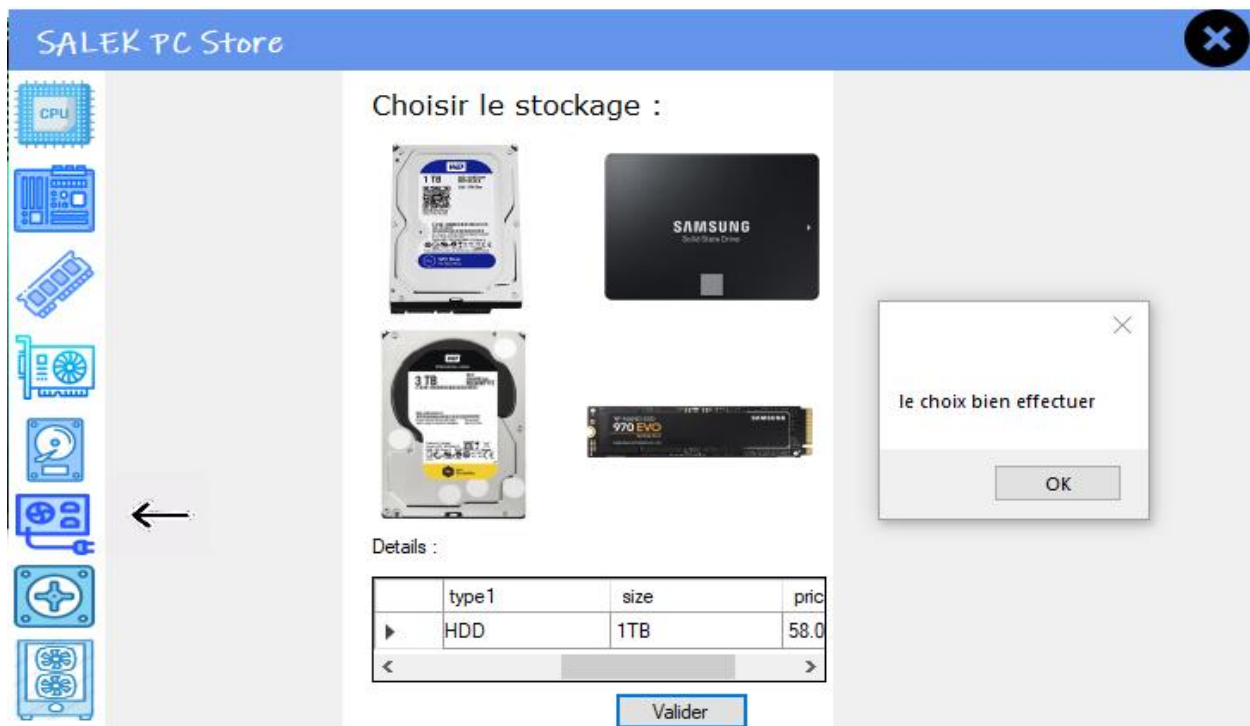 SALEK PC Store
CPU
Choisir le stockage :
1 TB
SAMSUNG
Solid State Drive
3 TB
SAMSUNG
970 EVO
le choix bien effectuer
OK
Details :
type1 size pric
HDD 1TB 58.0
Valider